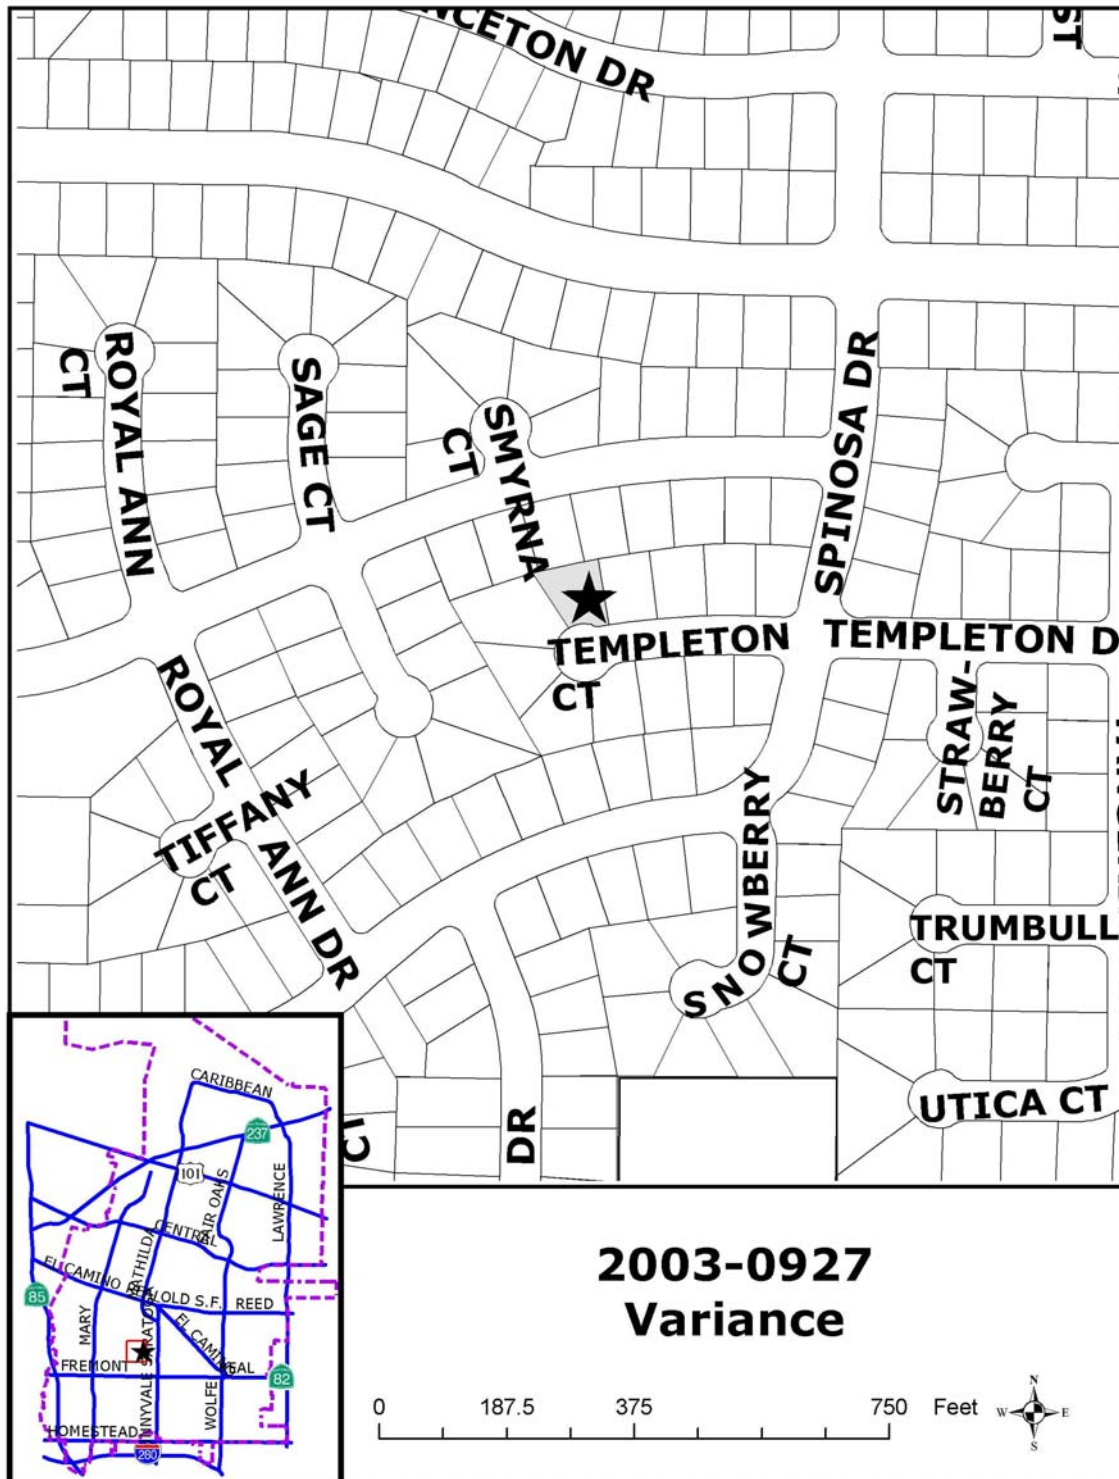 NCETON DR
ST
ROYAL ANN
CT
SAGE CT
SMYRNA
CT
SPINOSA DR
TEMPLETON
CT
TEMPLETON D
STRAW-
BERRY
CT
ROYAL
ANN DR
TIFFANY
CT
SNOWBERRY
CT
TRUMBULL
CT
UTICA CT
DR
CARIBBEAN
237
101
FAIR OAKS
LAWRENCE
CENTRAL
MATHILDA
EL CAMINO REAL
OLD S.F.
REED
85
MARY
EL CAMINO REAL
FREMONT
82
WOLFE
HOMESTEAD
280
2003-0927
Variance
0 187.5 375 750 Feet
N
W E
S